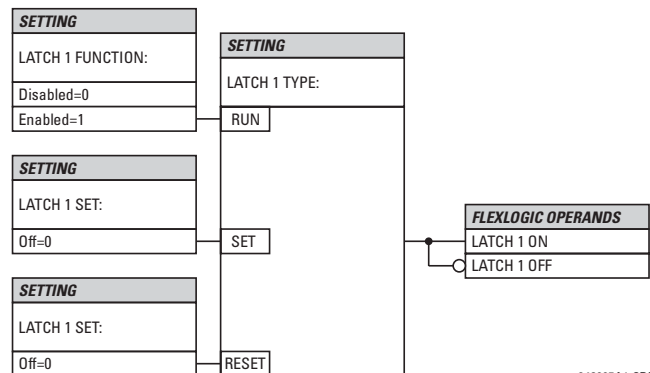 SETTING
LATCH 1 FUNCTION:
Disabled=0
Enabled=1
SETTING
LATCH 1 TYPE:
RUN
SETTING
LATCH 1 SET:
Off=0
SET
SETTING
LATCH 1 SET:
Off=0
RESET
FLEXLOGIC OPERANDS
LATCH 1 ON
LATCH 1 OFF